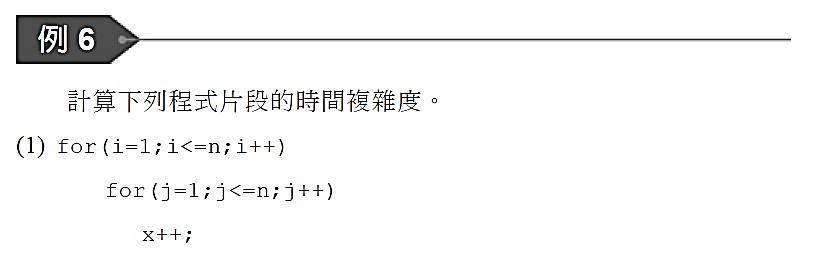 例 6
計算下列程式片段的時間複雜度。
(1) for(i=1;i<=n;i++)
for(j=1;j<=n;j++)
x++;